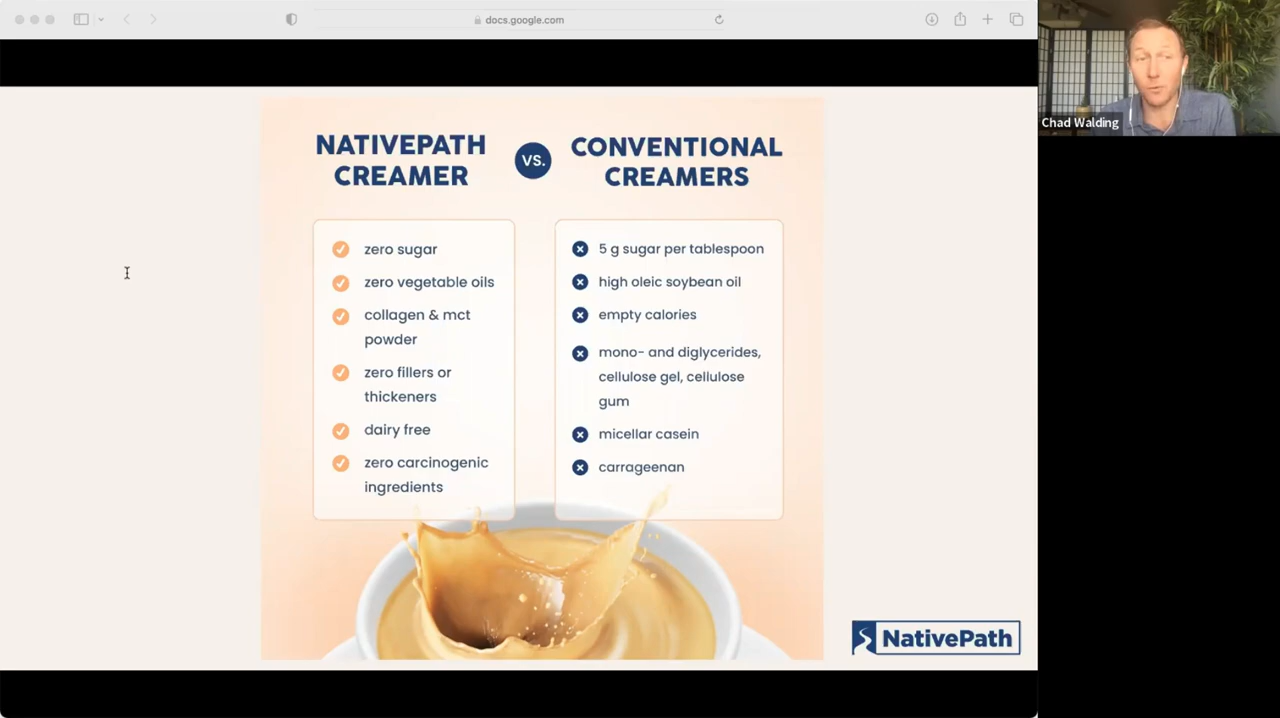 docs.google.com
Chad Walding
NATIVEPATH
CREAMER
VS.
CONVENTIONAL
CREAMERS
zero sugar
zero vegetable oils
collagen & mct
powder
zero fillers or
thickeners
dairy free
zero carcinogenic
ingredients
5 g sugar per tablespoon
high oleic soybean oil
empty calories
mono- and diglycerides,
cellulose gel, cellulose
gum
micellar casein
carrageenan
NativePath